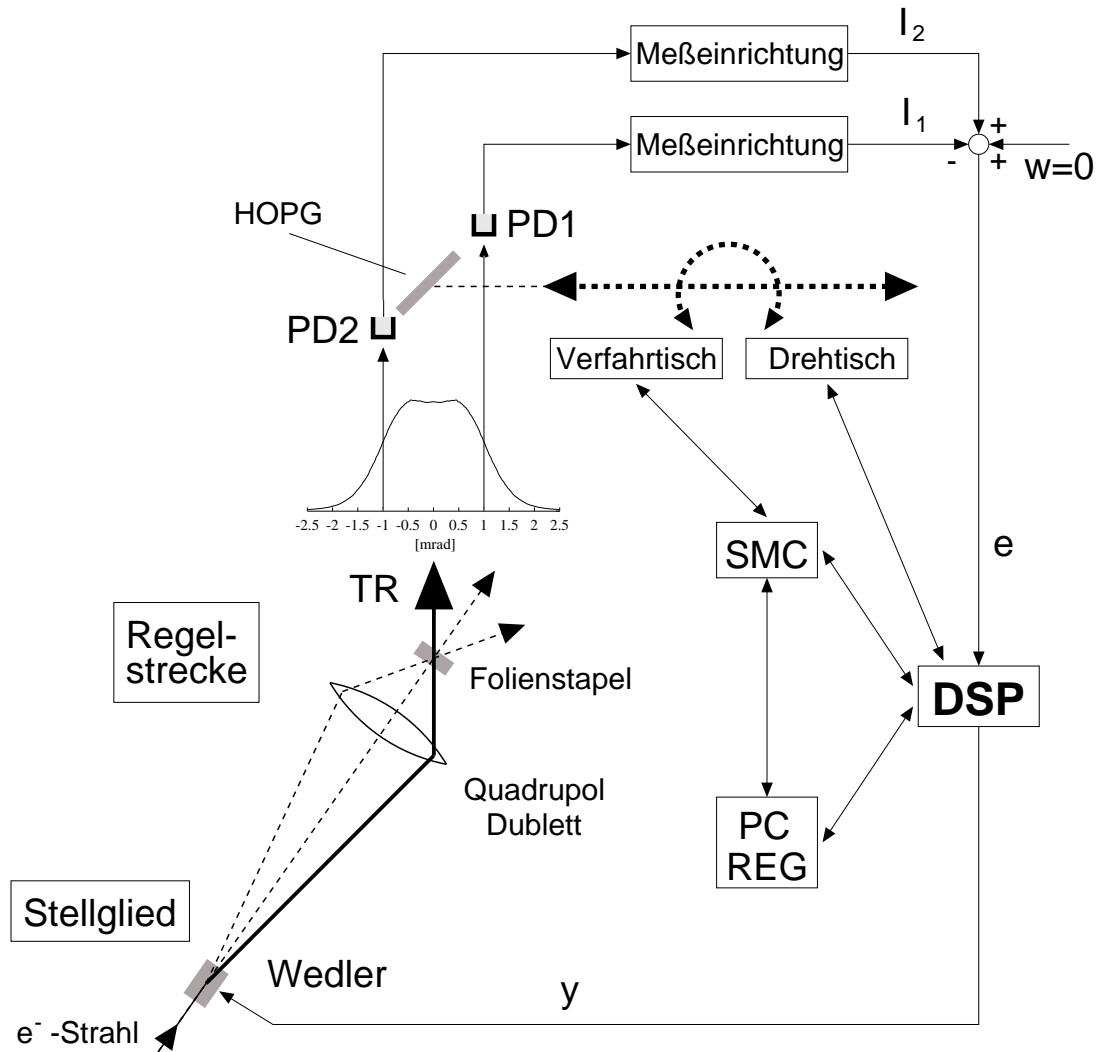 I2
Meßeinrichtung
I1
Meßeinrichtung
+
-
+
w=0
HOPG
PD1
PD2
Verfahrtisch
Drehtisch
-2.5 -2 -1.5 -1 -0.5 0 0.5 1 1.5 2 2.5
[mrad]
SMC
e
TR
Regel-
strecke
Folienstapel
DSP
Quadrupol
Dublett
PC
REG
Stellglied
Wedler
y
e⁻ -Strahl